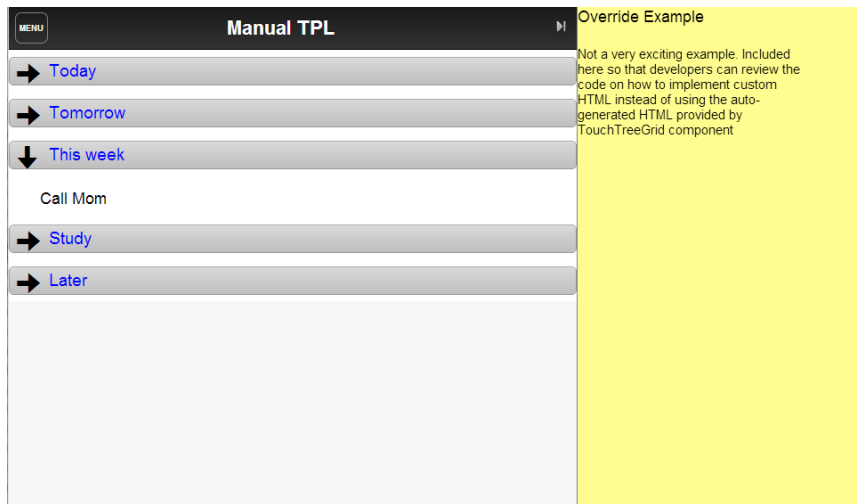 MENU
Manual TPL
Today
Tomorrow
This week
Call Mom
Study
Later
Override Example
Not a very exciting example. Included
here so that developers can review the
code on how to implement custom
HTML instead of using the auto-
generated HTML provided by
TouchTreeGrid component